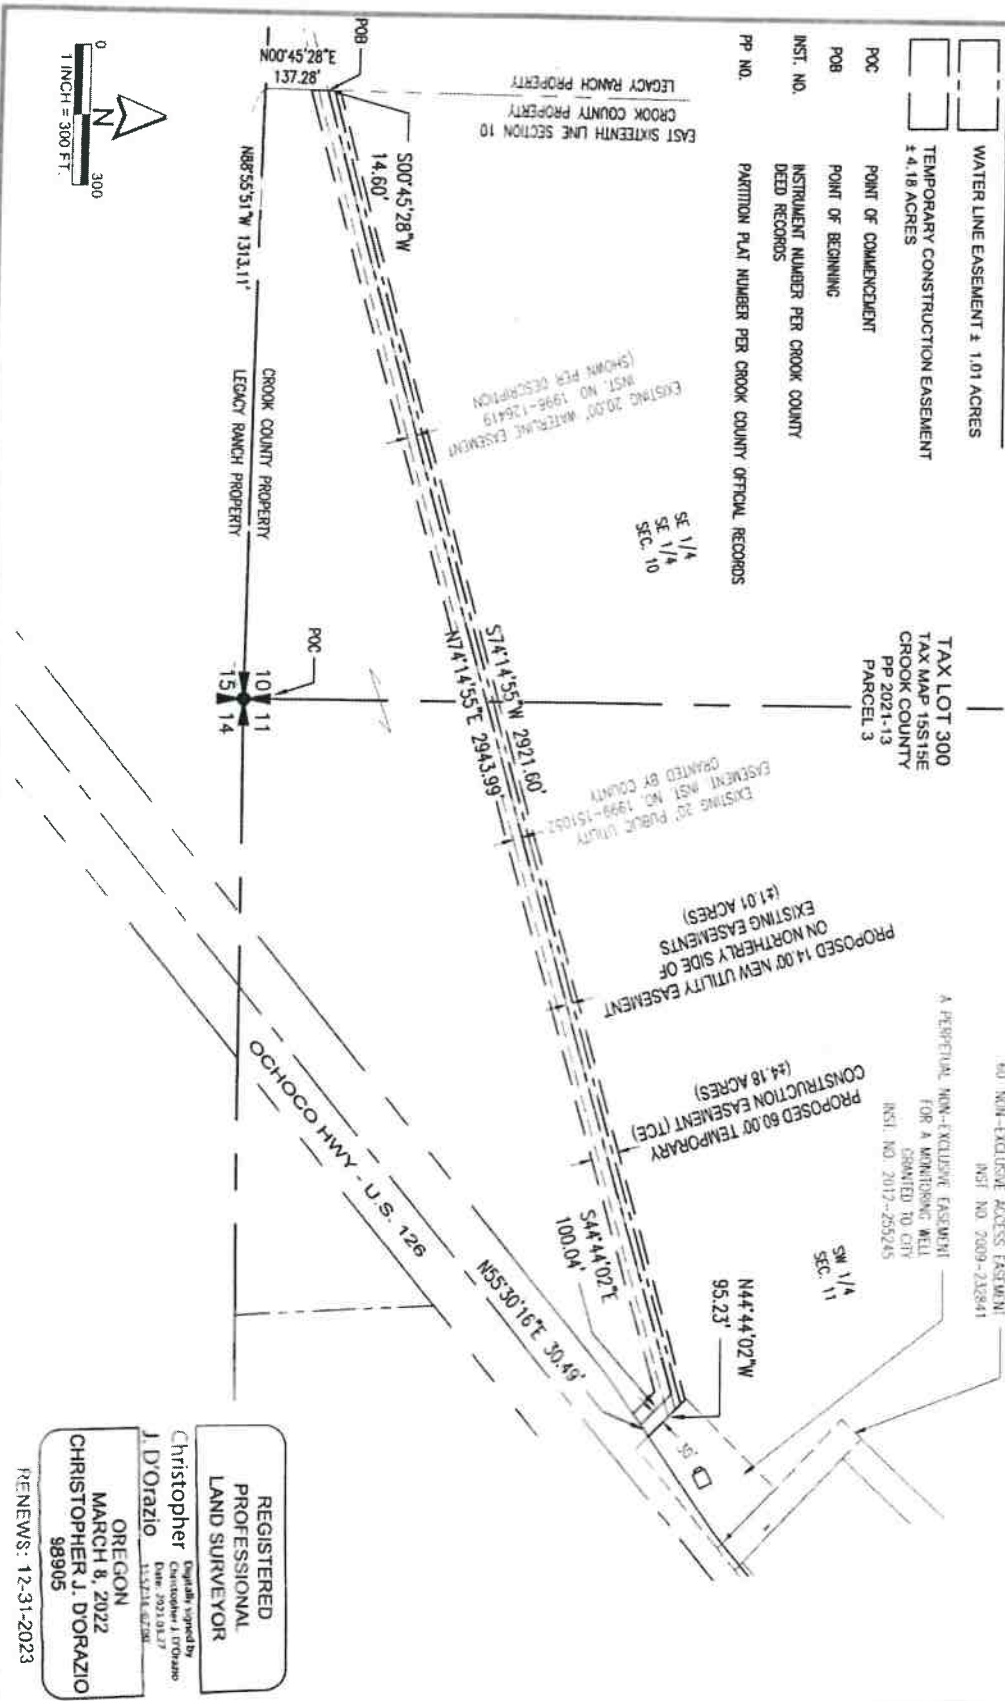 WATER LINE EASEMENT ± 1.01 ACRES
TEMPORARY CONSTRUCTION EASEMENT
± 4.18 ACRES
POC POINT OF COMMENCEMENT
POB POINT OF BEGINNING
INST. NO. INSTRUMENT NUMBER PER CROOK COUNTY
DEED RECORDS
PP NO. PARTITION PLAT NUMBER PER CROOK COUNTY OFFICIAL RECORDS
TAX LOT 300
TAX MAP 15S15E
CROOK COUNTY
PP 2021-13
PARCEL 3
60' NON-EXCLUSIVE ACCESS EASEMENT
INST NO. 2009-232841
A PERPETUAL NON-EXCLUSIVE EASEMENT
FOR A MONITORING WELL
GRANTED TO CITY
INST. NO. 2012-255245
SW 1/4
SEC. 11
SE 1/4
SE 1/4
SEC. 10
EAST SIXTEENTH LINE SECTION 10
CROOK COUNTY PROPERTY
LEGACY RANCH PROPERTY
EXISTING 20.00' WATERLINE EASEMENT
INST. NO. 1996-126419
(SHOWN PER DESCRIPTION
EXISTING 20' PUBLIC UTILITY
EASEMENT, INST. NO. 1999-151052
GRANTED BY COUNTY
PROPOSED 14.00' NEW UTILITY EASEMENT
ON NORTHERLY SIDE OF
EXISTING EASEMENTS
(±1.01 ACRES)
PROPOSED 60.00' TEMPORARY
CONSTRUCTION EASEMENT (TCE)
(±4.18 ACRES)
N44°44'02"W
95.23'
50'
S44°44'02"E
100.04'
N55°30'16"E 30.49'
S74°14'55"W 2921.60'
N74°14'55"E 2943.99'
S00°45'28"W
14.60'
POB
N00°45'28"E
137.28'
N88°55'51"W 1313.11'
CROOK COUNTY PROPERTY
LEGACY RANCH PROPERTY
POC
10 11
15 14
OCHOCO HWY - U.S. 126
N
0 300
1 INCH = 300 FT.
REGISTERED
PROFESSIONAL
LAND SURVEYOR
Christopher
J. D'Orazio
Digitally signed by
Christopher J. D'Orazio
Date: 2023.03.27
OREGON
MARCH 8, 2022
CHRISTOPHER J. D'ORAZIO
98905
RENEWS: 12-31-2023